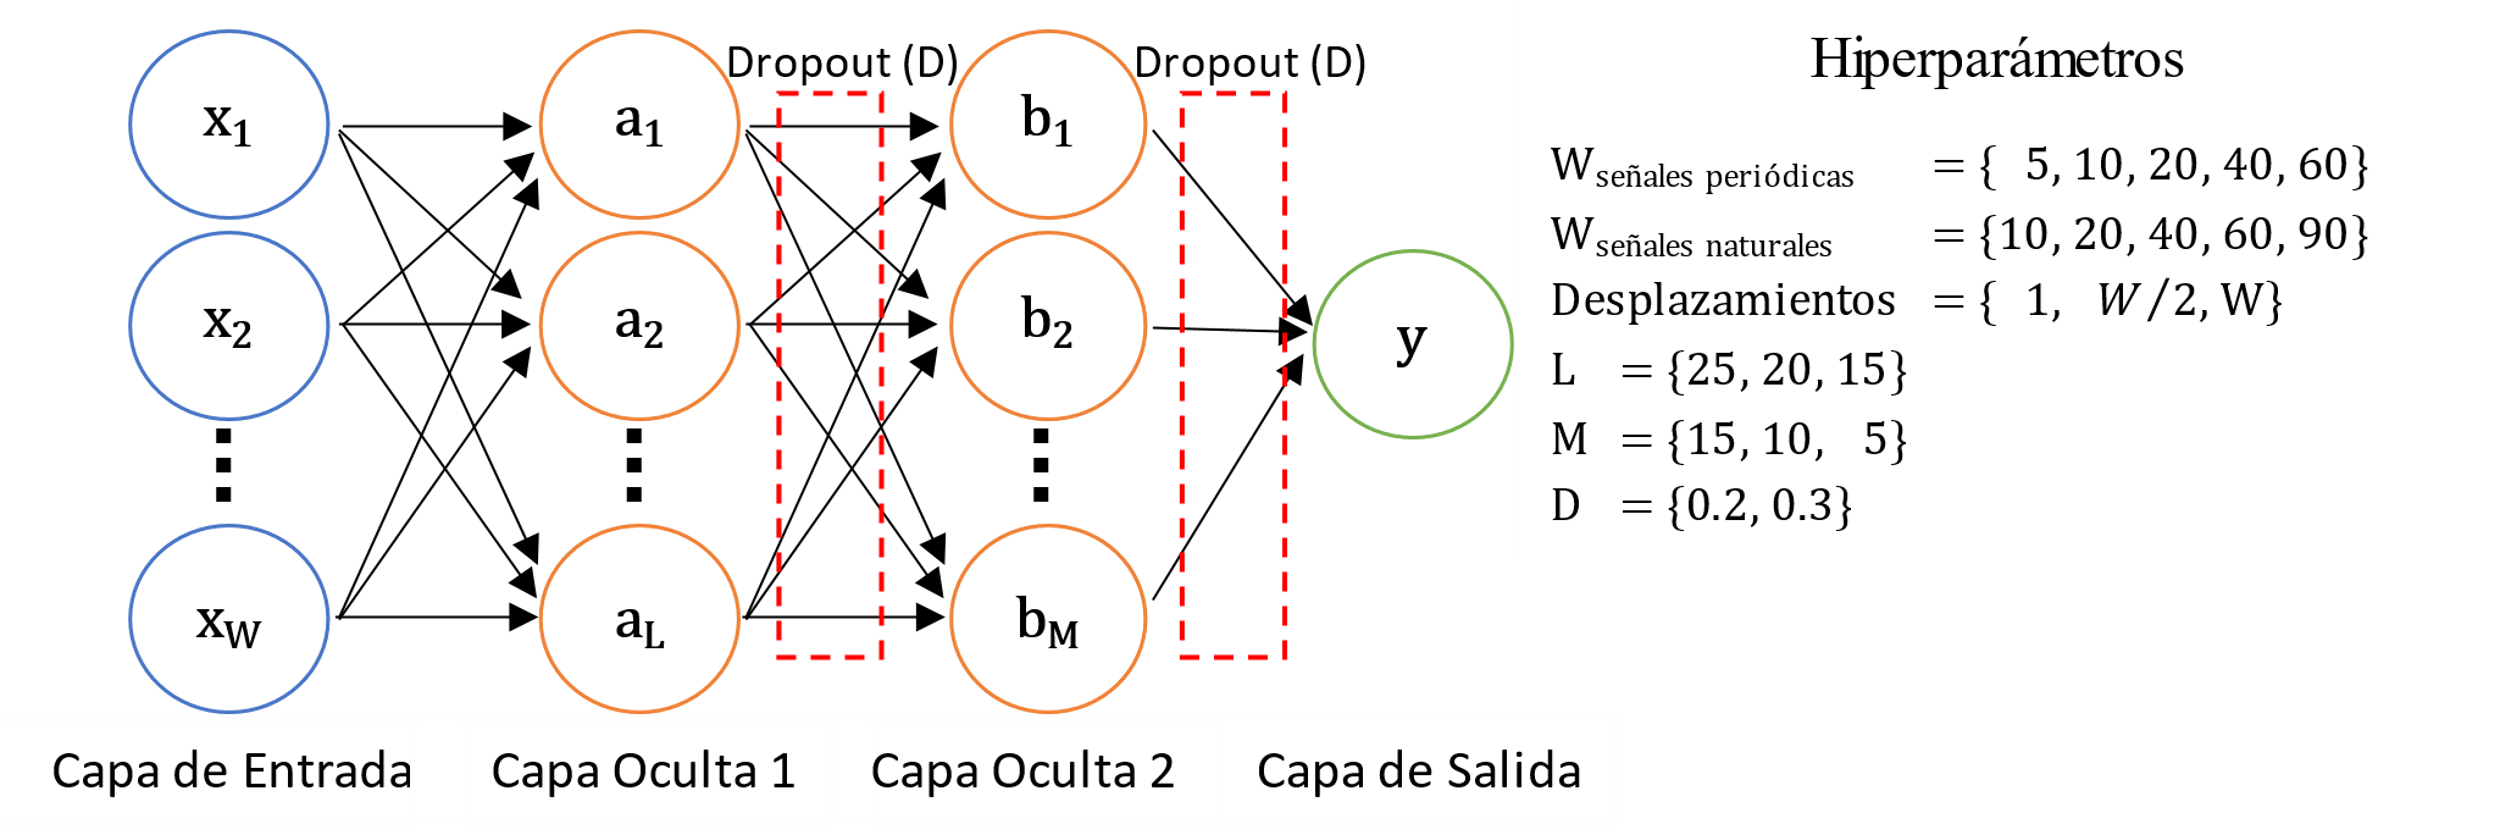 Dropout (D)
Dropout (D)
x1
a1
b1
x2
a2
b2
y
xW
aL
bM
Capa de Entrada
Capa Oculta 1
Capa Oculta 2
Capa de Salida
Hiperparámetros
W señales periódicas = { 5, 10, 20, 40, 60}
W señales naturales = {10, 20, 40, 60, 90}
Desplazamientos = { 1, W/2, W}
L = {25, 20, 15}
M = {15, 10, 5}
D = {0.2, 0.3}